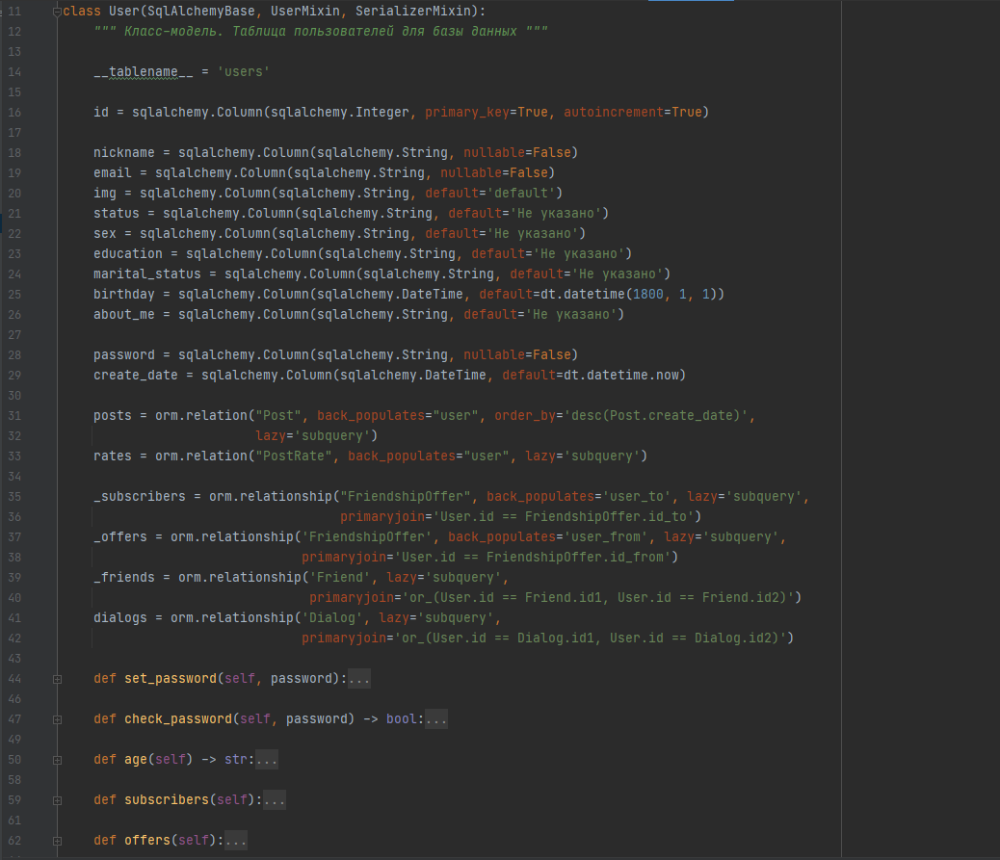 11 class User(SqlAlchemyBase, UserMixin, SerializerMixin):
12 """ Класс-модель. Таблица пользователей для базы данных """
13
14 __tablename__ = 'users'
15
16 id = sqlalchemy.Column(sqlalchemy.Integer, primary_key=True, autoincrement=True)
17
18 nickname = sqlalchemy.Column(sqlalchemy.String, nullable=False)
19 email = sqlalchemy.Column(sqlalchemy.String, nullable=False)
20 img = sqlalchemy.Column(sqlalchemy.String, default='default')
21 status = sqlalchemy.Column(sqlalchemy.String, default='Не указано')
22 sex = sqlalchemy.Column(sqlalchemy.String, default='Не указано')
23 education = sqlalchemy.Column(sqlalchemy.String, default='Не указано')
24 marital_status = sqlalchemy.Column(sqlalchemy.String, default='Не указано')
25 birthday = sqlalchemy.Column(sqlalchemy.DateTime, default=dt.datetime(1800, 1, 1))
26 about_me = sqlalchemy.Column(sqlalchemy.String, default='Не указано')
27
28 password = sqlalchemy.Column(sqlalchemy.String, nullable=False)
29 create_date = sqlalchemy.Column(sqlalchemy.DateTime, default=dt.datetime.now)
30
31 posts = orm.relation("Post", back_populates="user", order_by='desc(Post.create_date)',
32 lazy='subquery')
33 rates = orm.relation("PostRate", back_populates="user", lazy='subquery')
34
35 _subscribers = orm.relationship("FriendshipOffer", back_populates='user_to', lazy='subquery',
36 primaryjoin='User.id == FriendshipOffer.id_to')
37 _offers = orm.relationship('FriendshipOffer', back_populates='user_from', lazy='subquery',
38 primaryjoin='User.id == FriendshipOffer.id_from')
39 _friends = orm.relationship('Friend', lazy='subquery',
40 primaryjoin='or_(User.id == Friend.id1, User.id == Friend.id2)')
41 dialogs = orm.relationship('Dialog', lazy='subquery',
42 primaryjoin='or_(User.id == Dialog.id1, User.id == Dialog.id2)')
43
44 def set_password(self, password):...
46
47 def check_password(self, password) -> bool:...
49
50 def age(self) -> str:...
58
59 def subscribers(self):...
61
62 def offers(self):...